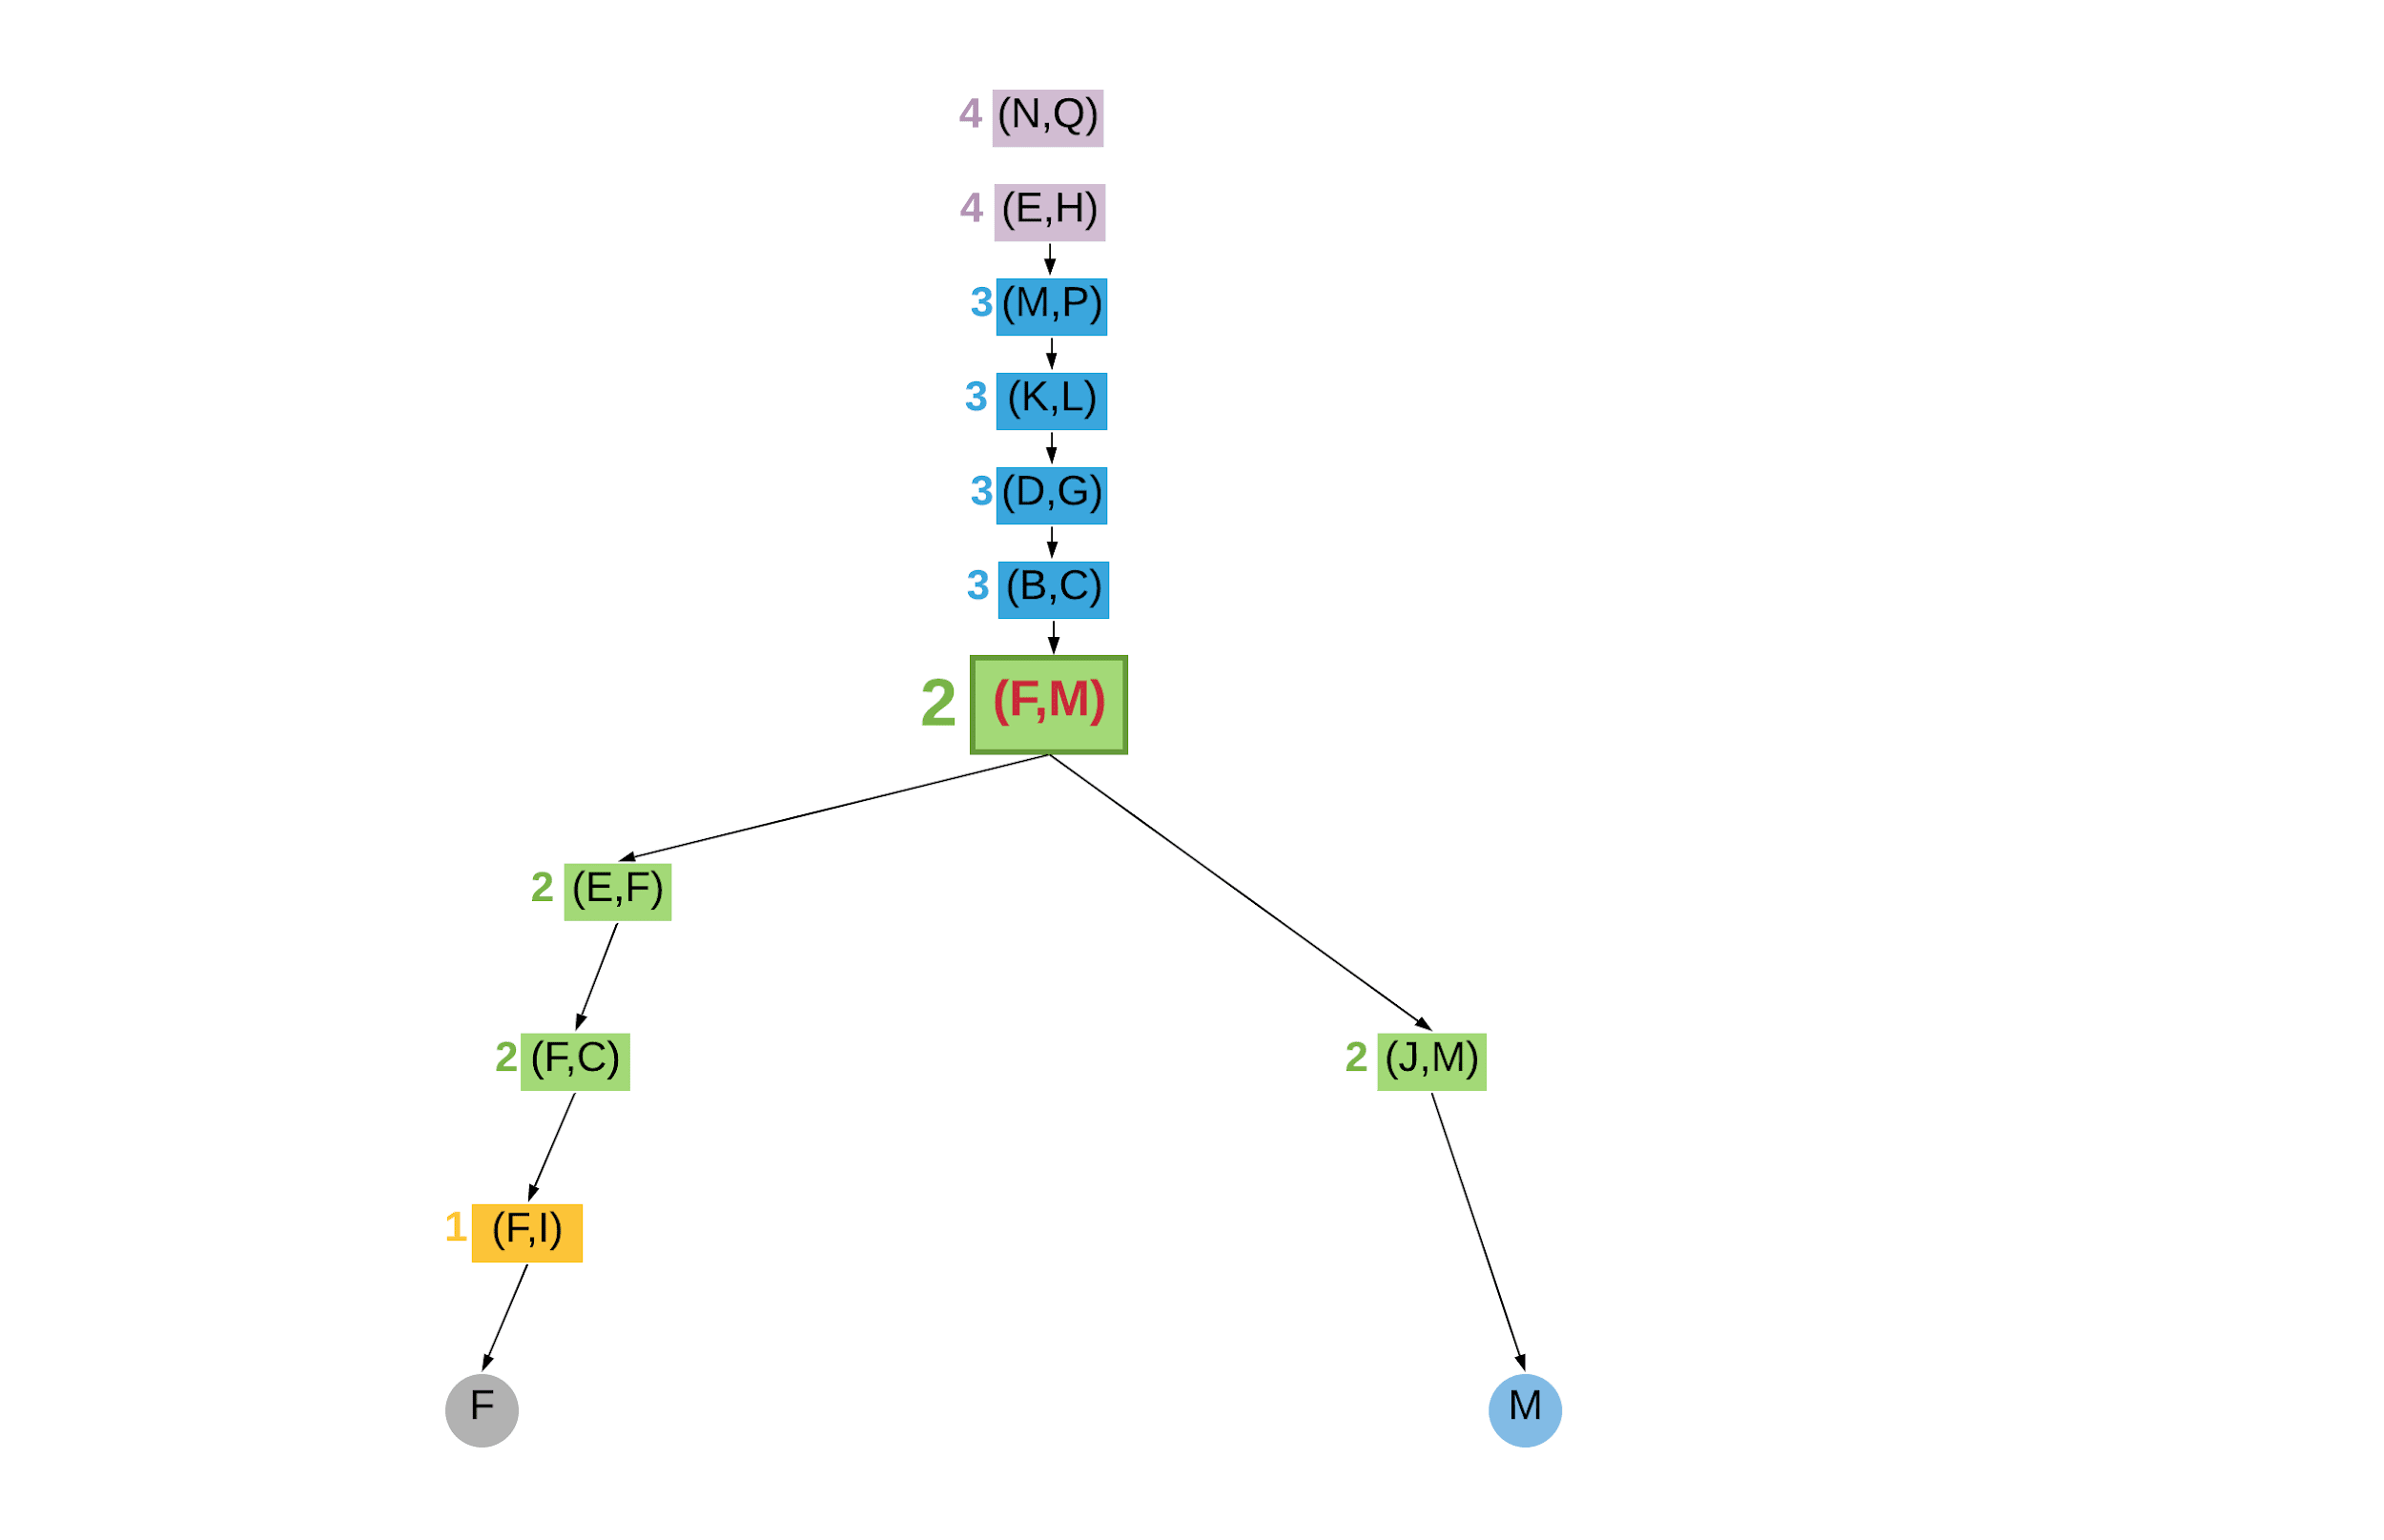 4 (N,Q)
4 (E,H)
3 (M,P)
3 (K,L)
3 (D,G)
3 (B,C)
2 (F,M)
2 (E,F)
2 (F,C)
2 (J,M)
1 (F,I)
F
M